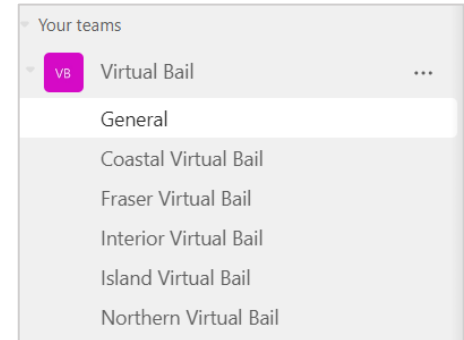 Your teams
VB Virtual Bail ...
General
Coastal Virtual Bail
Fraser Virtual Bail
Interior Virtual Bail
Island Virtual Bail
Northern Virtual Bail